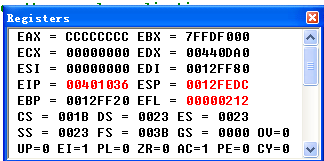 Registers
EAX = CCCCCCCC EBX = 7FFDF000
ECX = 00000000 EDX = 00440DA0
ESI = 00000000 EDI = 0012FF80
EIP = 00401036 ESP = 0012FEDC
EBP = 0012FF20 EFL = 00000212
CS = 001B DS = 0023 ES = 0023
SS = 0023 FS = 003B GS = 0000 OV=0
UP=0 EI=1 PL=0 ZR=0 AC=1 PE=0 CY=0